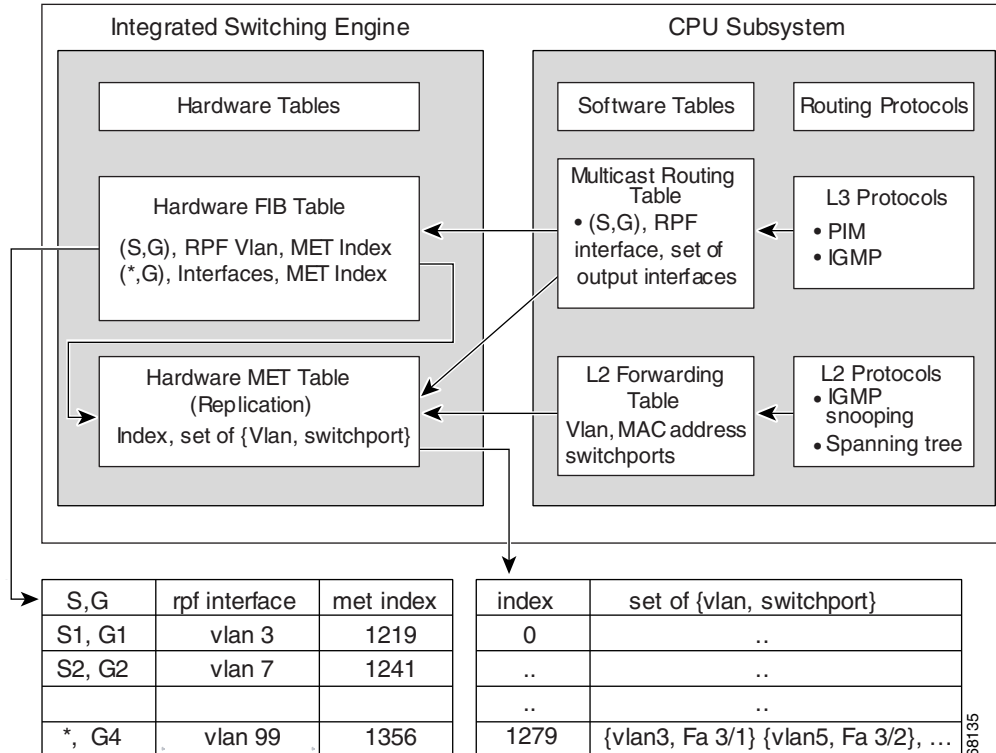 Integrated Switching Engine
CPU Subsystem
Hardware Tables
Software Tables
Routing Protocols
Hardware FIB Table
(S,G), RPF Vlan, MET Index
(*,G), Interfaces, MET Index
Multicast Routing
Table
• (S,G), RPF
interface, set of
output interfaces
L3 Protocols
• PIM
• IGMP
Hardware MET Table
(Replication)
Index, set of {Vlan, switchport}
L2 Forwarding
Table
Vlan, MAC address
switchports
L2 Protocols
• IGMP
snooping
• Spanning tree
S,G rpf interface met index
S1, G1 vlan 3 1219
S2, G2 vlan 7 1241
*, G4 vlan 99 1356
index set of {vlan, switchport}
0 ..
.. ..
.. ..
1279 {vlan3, Fa 3/1} {vlan5, Fa 3/2}, ...
68135